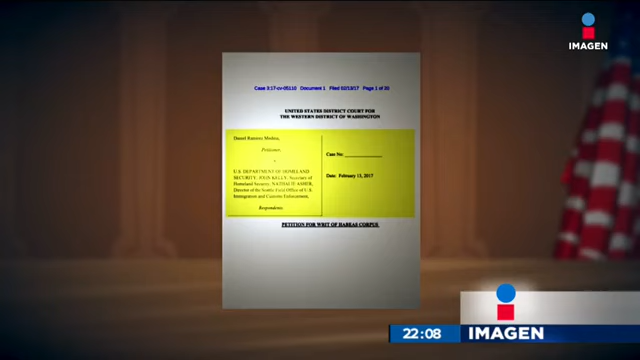 IMAGEN
Case 3:17-cv-05110 Document 1 Filed 02/13/17 Page 1 of 20
UNITED STATES DISTRICT COURT FOR
THE WESTERN DISTRICT OF WASHINGTON
Daniel Ramirez Medina,
Petitioner,
v.
U.S. DEPARTMENT OF HOMELAND
SECURITY; JOHN KELLY, Secretary of
Homeland Security; NATHALIE ASHER,
Director of the Seattle Field Office of U.S.
Immigration and Customs Enforcement,
Respondents.
Case No:
Date: February 13, 2017
PETITION FOR WRIT OF HABEAS CORPUS
22:08
IMAGEN